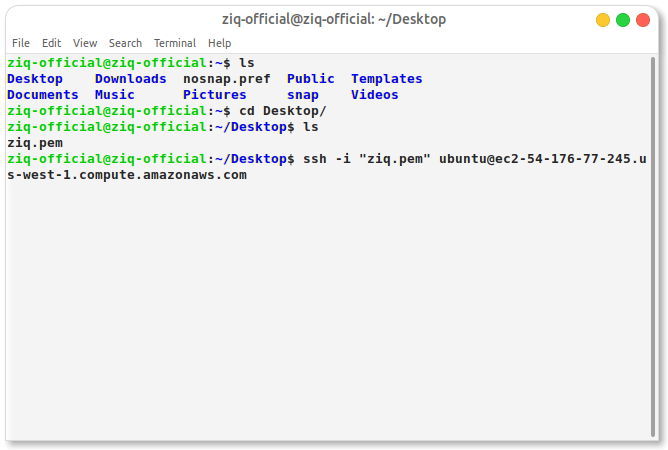 ziq-official@ziq-official: ~/Desktop
File Edit View Search Terminal Help
ziq-official@ziq-official:~$ ls
Desktop    Downloads  nosnap.pref  Public  Templates
Documents  Music      Pictures     snap    Videos
ziq-official@ziq-official:~$ cd Desktop/
ziq-official@ziq-official:~/Desktop$ ls
ziq.pem
ziq-official@ziq-official:~/Desktop$ ssh -i "ziq.pem" ubuntu@ec2-54-176-77-245.u
s-west-1.compute.amazonaws.com